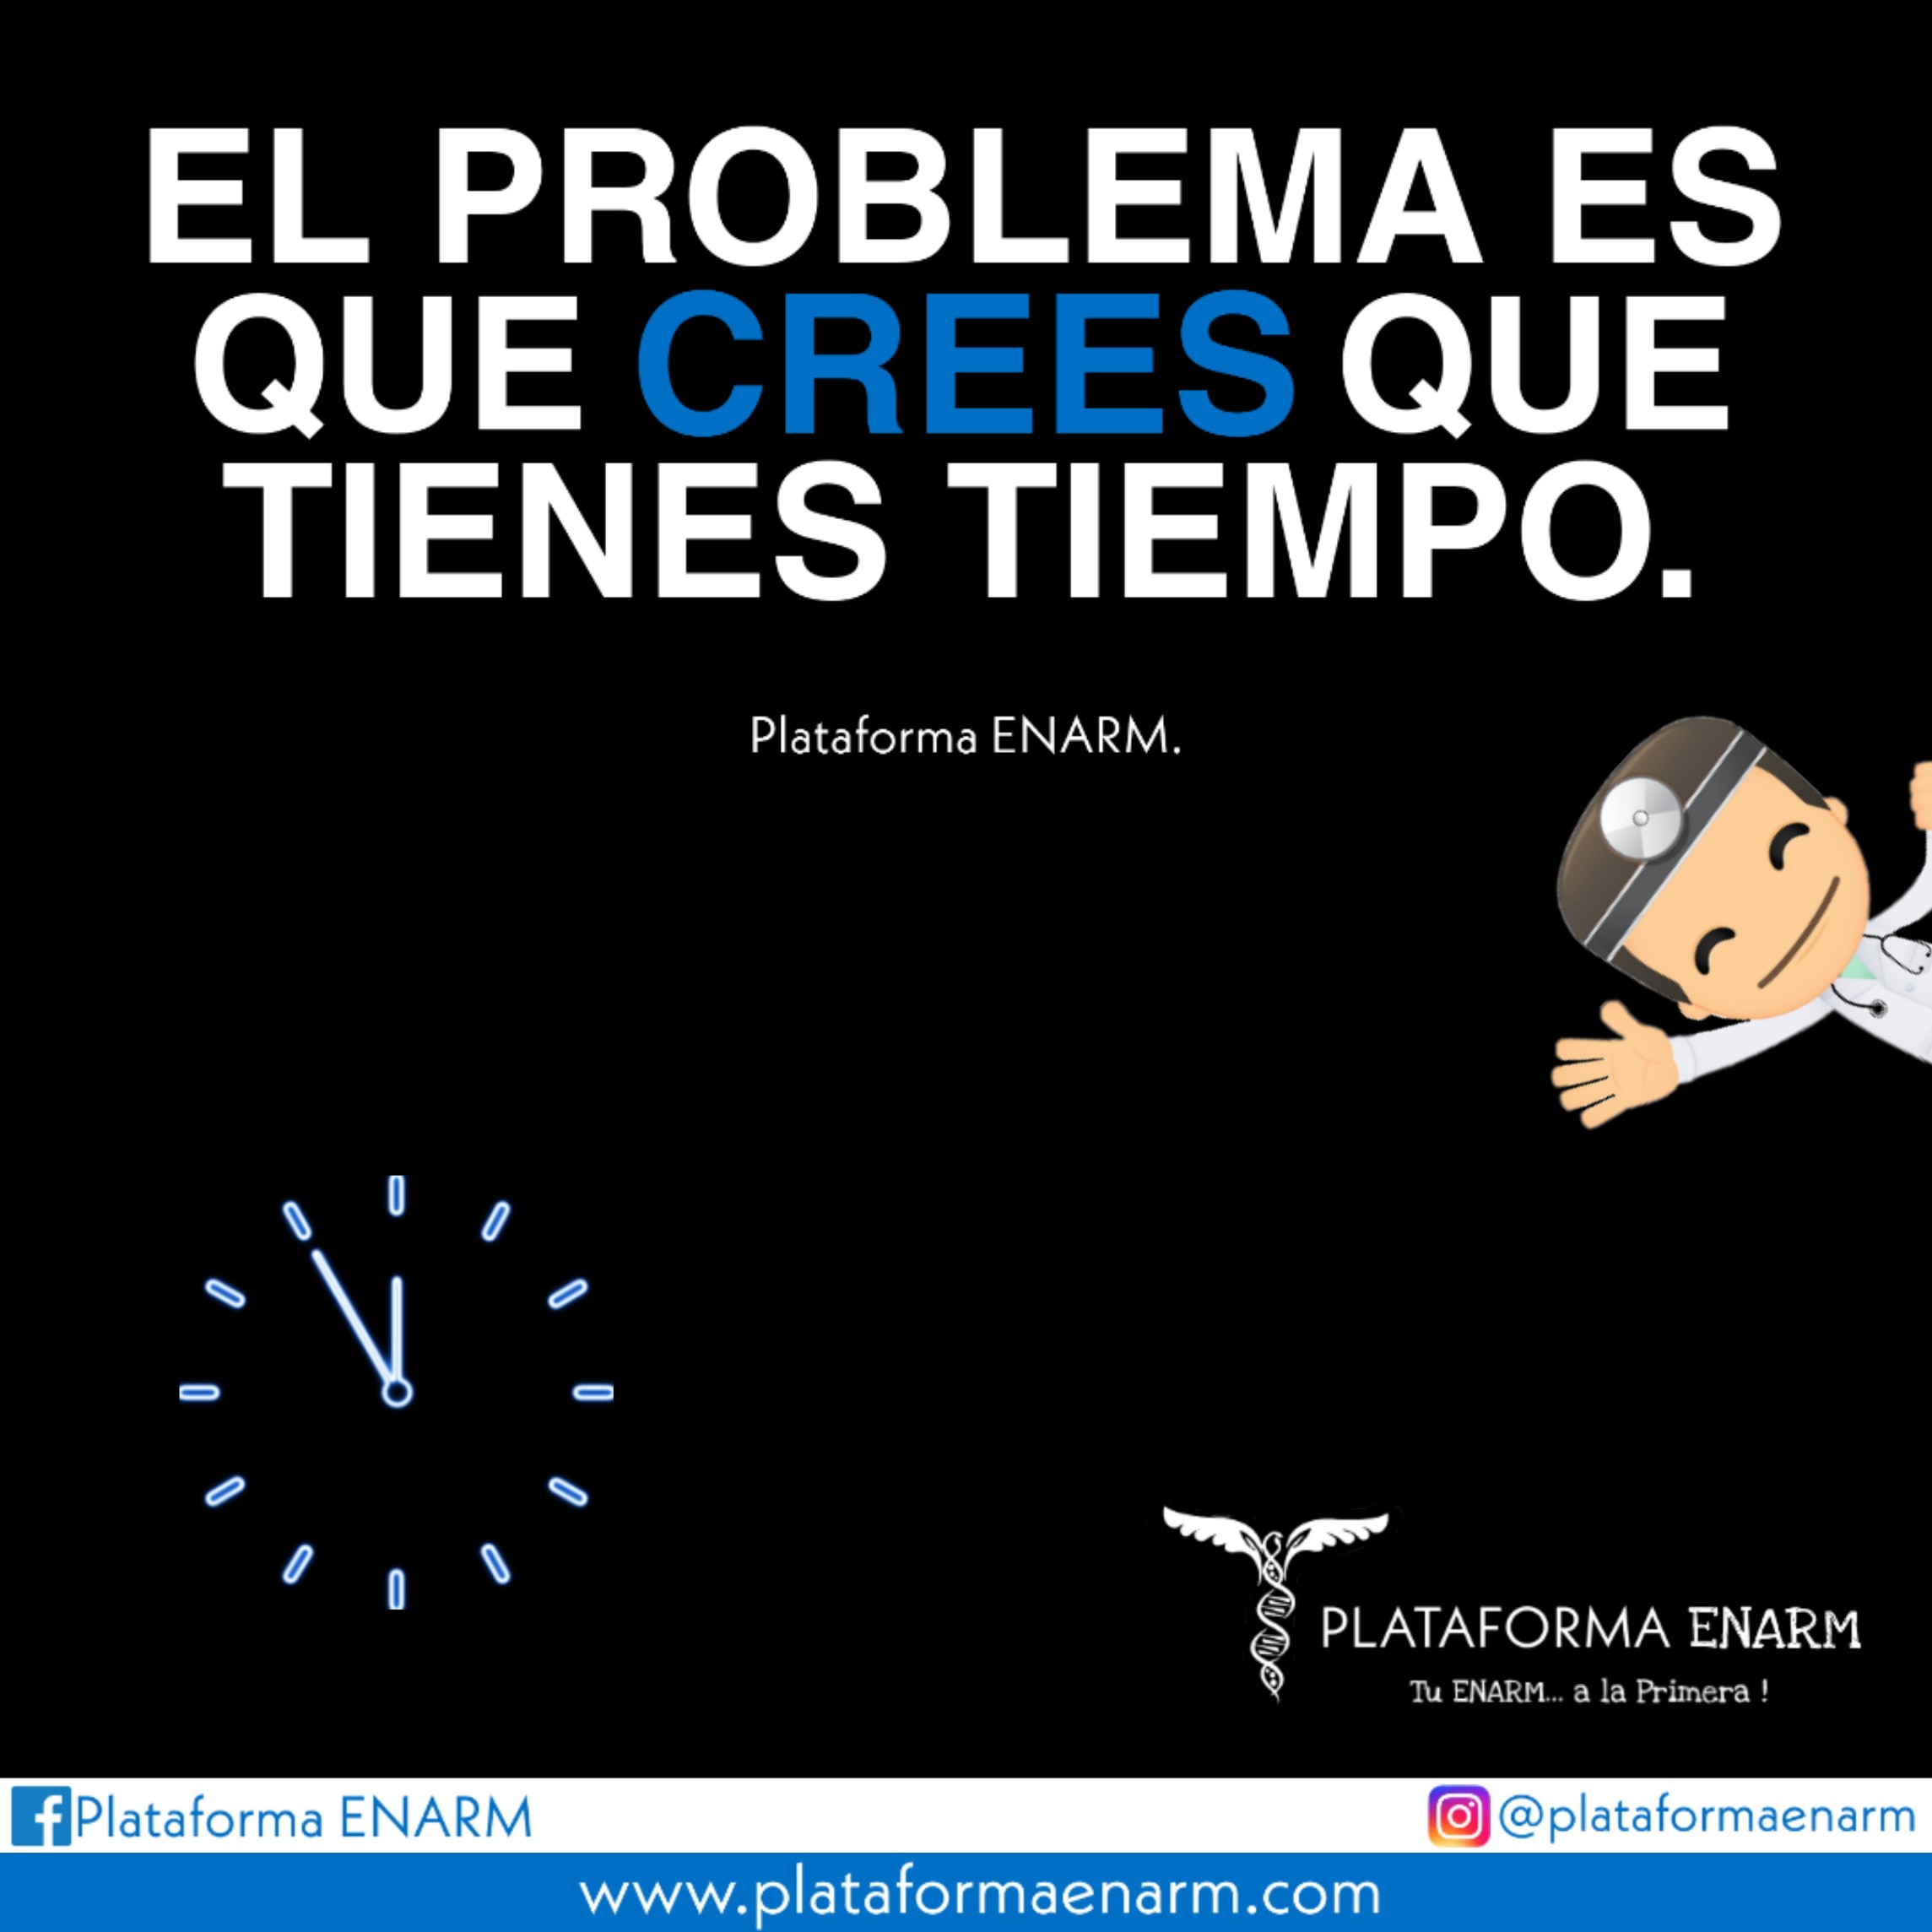 EL PROBLEMA ES
QUE CREES QUE
TIENES TIEMPO.
Plataforma ENARM.
PLATAFORMA ENARM
Tu ENARM... a la Primera !
Plataforma ENARM
@plataformaenarm
www.plataformaenarm.com